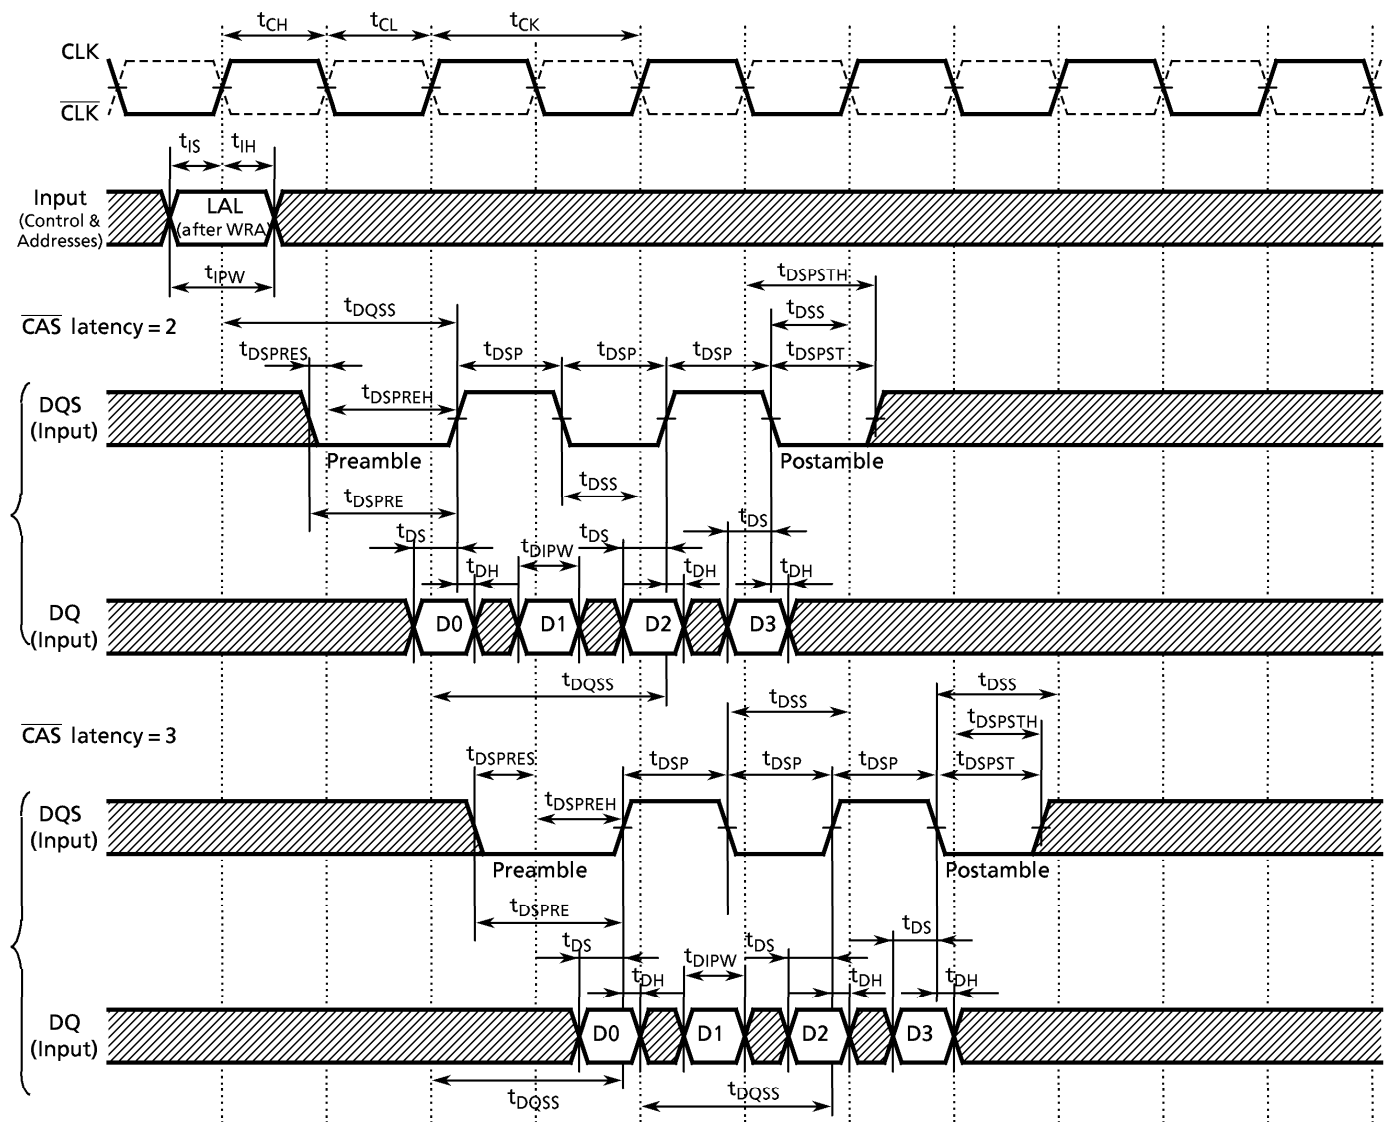 tCH tCL tCK
CLK
CLK
tIS tIH
Input
(Control &
Addresses)
LAL
(after WRA)
tIPW
tDSPSTH
CAS latency = 2
tDQSS tDSS
tDSPRES tDSP tDSP tDSP tDSPST
tDSPREH
DQS
(Input)
Preamble Postamble
tDSS
tDSPRE
tDS tDS tDS
tDIPW
tDH tDH tDH
DQ
(Input)
D0 D1 D2 D3
tDQSS
tDSS tDSS
CAS latency = 3
tDSPSTH
tDSPRES tDSP tDSP tDSP tDSPST
tDSPREH
DQS
(Input)
Preamble Postamble
tDSPRE
tDS tDS tDS
tDIPW
tDH tDH tDH
DQ
(Input)
D0 D1 D2 D3
tDQSS tDQSS